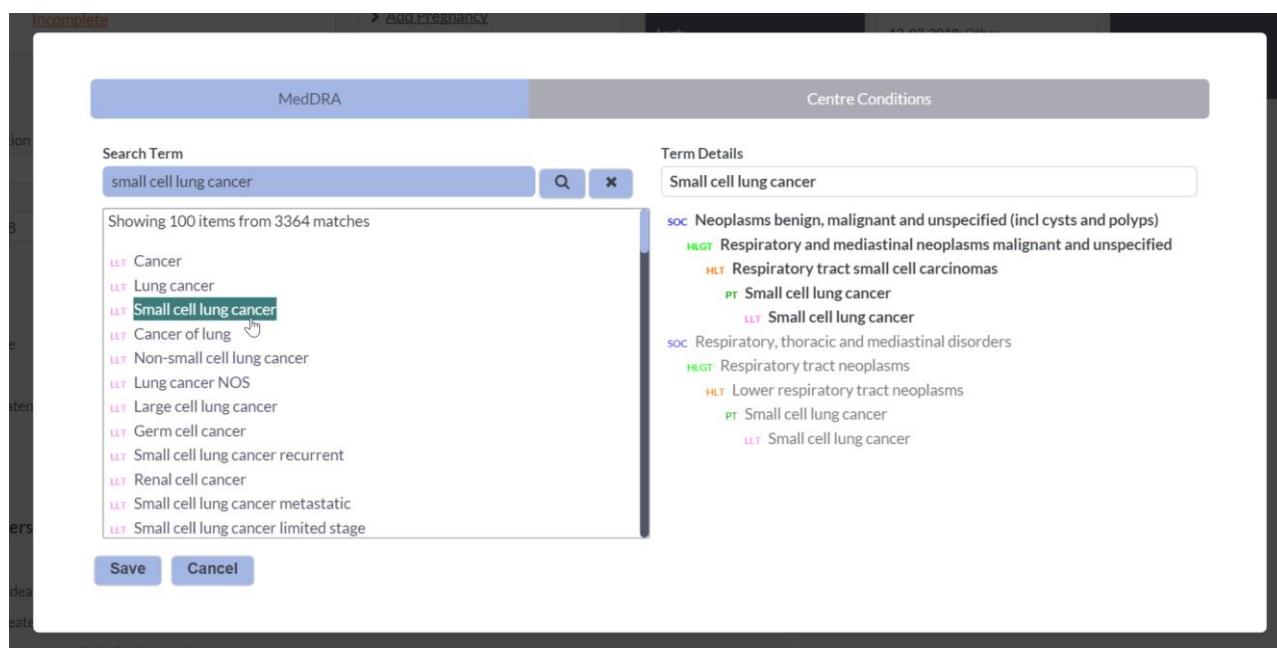 Incomplete
Add Pregnancy
MedDRA
Centre Conditions
Search Term
small cell lung cancer
Showing 100 items from 3364 matches
LLT Cancer
LLT Lung cancer
LLT Small cell lung cancer
LLT Cancer of lung
LLT Non-small cell lung cancer
LLT Lung cancer NOS
LLT Large cell lung cancer
LLT Germ cell cancer
LLT Small cell lung cancer recurrent
LLT Renal cell cancer
LLT Small cell lung cancer metastatic
LLT Small cell lung cancer limited stage
Save Cancel
Term Details
Small cell lung cancer
SOC Neoplasms benign, malignant and unspecified (incl cysts and polyps)
HLGT Respiratory and mediastinal neoplasms malignant and unspecified
HLT Respiratory tract small cell carcinomas
PT Small cell lung cancer
LLT Small cell lung cancer
SOC Respiratory, thoracic and mediastinal disorders
HLGT Respiratory tract neoplasms
HLT Lower respiratory tract neoplasms
PT Small cell lung cancer
LLT Small cell lung cancer